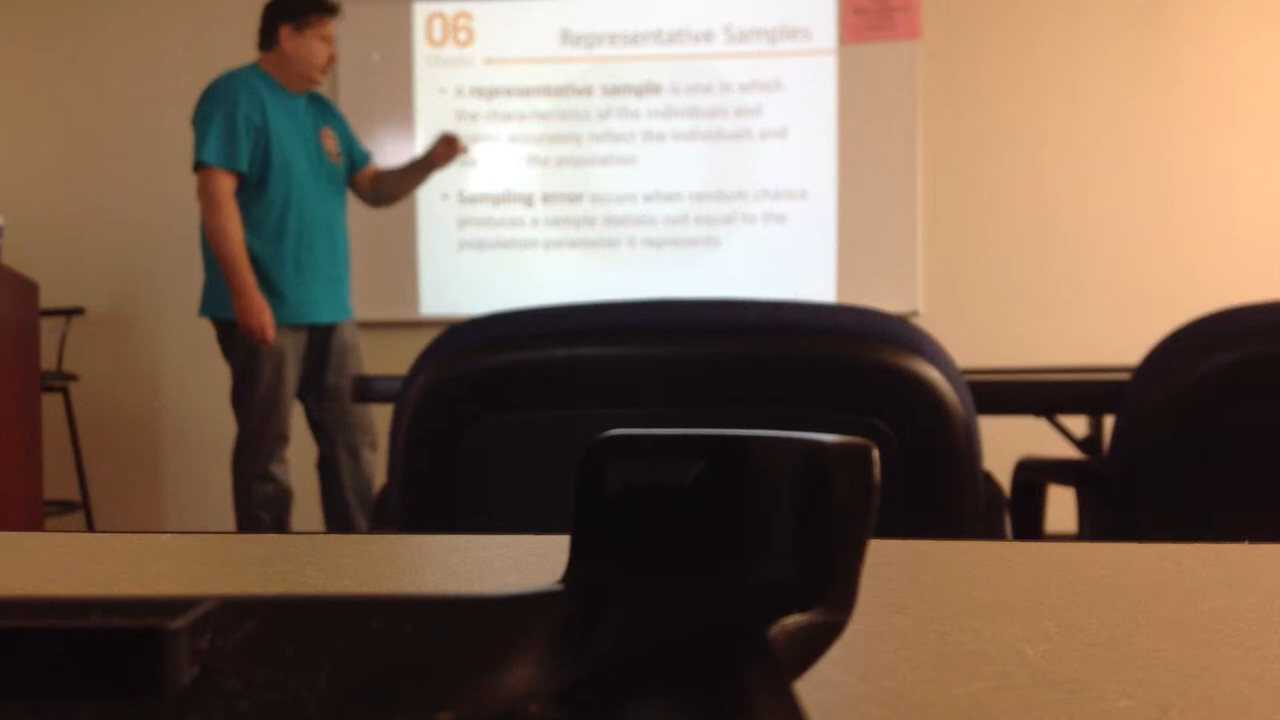 06
Representative Samples
Chapter
• A representative sample is one in which
the characteristics of the individuals and
accurately reflect the individuals and
the population
• Sampling error occurs when random chance
produces a sample statistic not equal to the
population parameter it represents